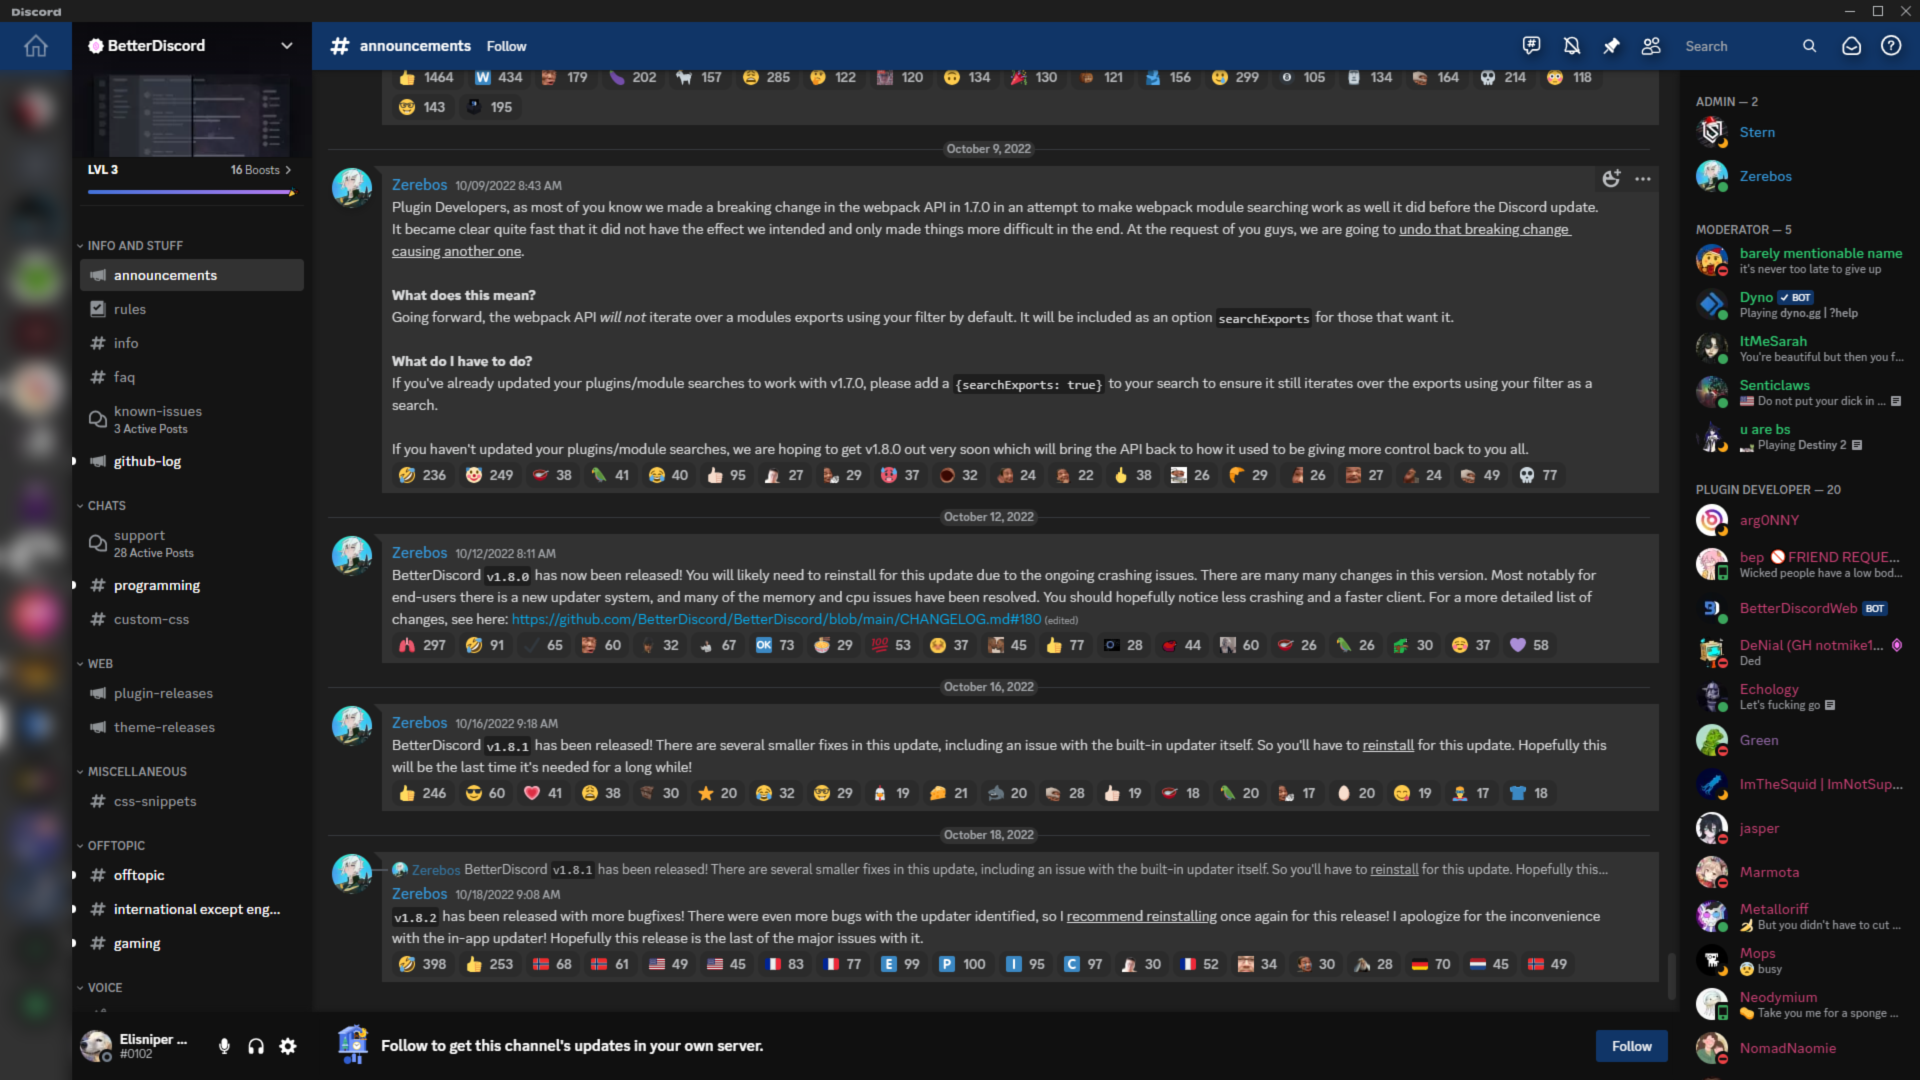 Discord
BetterDiscord
LVL 3
16 Boosts
INFO AND STUFF
announcements
rules
info
faq
known-issues
3 Active Posts
github-log
CHATS
support
28 Active Posts
programming
custom-css
WEB
plugin-releases
theme-releases
MISCELLANEOUS
css-snippets
OFFTOPIC
offtopic
international except eng...
gaming
VOICE
Elisniper ...
#0102
announcements Follow
Search
1464 W 434 179 202 157 285 122 120 134 130 121 156 299 105 134 164 214 118
143 195
October 9, 2022
Zerebos 10/09/2022 8:43 AM
Plugin Developers, as most of you know we made a breaking change in the webpack API in 1.7.0 in an attempt to make webpack module searching work as well it did before the Discord update.
It became clear quite fast that it did not have the effect we intended and only made things more difficult in the end. At the request of you guys, we are going to undo that breaking change
causing another one.
What does this mean?
Going forward, the webpack API will not iterate over a modules exports using your filter by default. It will be included as an option searchExports for those that want it.
What do I have to do?
If you've already updated your plugins/module searches to work with v1.7.0, please add a {searchExports: true} to your search to ensure it still iterates over the exports using your filter as a
search.
If you haven't updated your plugins/module searches, we are hoping to get v1.8.0 out very soon which will bring the API back to how it used to be giving more control back to you all.
236 249 38 41 40 95 27 29 37 32 24 22 38 26 29 26 27 24 49 77
October 12, 2022
Zerebos 10/12/2022 8:11 AM
BetterDiscord v1.8.0 has now been released! You will likely need to reinstall for this update due to the ongoing crashing issues. There are many many changes in this version. Most notably for
end-users there is a new updater system, and many of the memory and cpu issues have been resolved. You should hopefully notice less crashing and a faster client. For a more detailed list of
changes, see here: https://github.com/BetterDiscord/BetterDiscord/blob/main/CHANGELOG.md#180 (edited)
297 91 65 60 32 67 OK 73 29 100 53 37 45 77 28 44 60 26 26 30 37 58
October 16, 2022
Zerebos 10/16/2022 9:18 AM
BetterDiscord v1.8.1 has been released! There are several smaller fixes in this update, including an issue with the built-in updater itself. So you'll have to reinstall for this update. Hopefully this
will be the last time it's needed for a long while!
246 60 41 38 30 20 32 29 19 21 20 28 19 18 20 17 20 19 17 18
October 18, 2022
Zerebos BetterDiscord v1.8.1 has been released! There are several smaller fixes in this update, including an issue with the built-in updater itself. So you'll have to reinstall for this update. Hopefully this...
Zerebos 10/18/2022 9:08 AM
v1.8.2 has been released with more bugfixes! There were even more bugs with the updater identified, so I recommend reinstalling once again for this release! I apologize for the inconvenience
with the in-app updater! Hopefully this release is the last of the major issues with it.
398 253 68 61 49 45 83 77 E 99 P 100 I 95 C 97 30 52 34 30 28 70 45 49
Follow to get this channel's updates in your own server.
Follow
ADMIN — 2
Stern
Zerebos
MODERATOR — 5
barely mentionable name
it's never too late to give up
Dyno BOT
Playing dyno.gg | ?help
ItMeSarah
You're beautiful but then you f...
Senticlaws
Do not put your dick in ...
u are bs
Playing Destiny 2
PLUGIN DEVELOPER — 20
arg0NNY
bep FRIEND REQUE...
Wicked people have a low bod...
BetterDiscordWeb BOT
DeNial (GH notmike1...
Ded
Echology
Let's fucking go
Green
ImTheSquid | ImNotSup...
jasper
Marmota
Metalloriff
But you didn't have to cut ...
Mops
busy
Neodymium
Take you me for a sponge ...
NomadNaomie